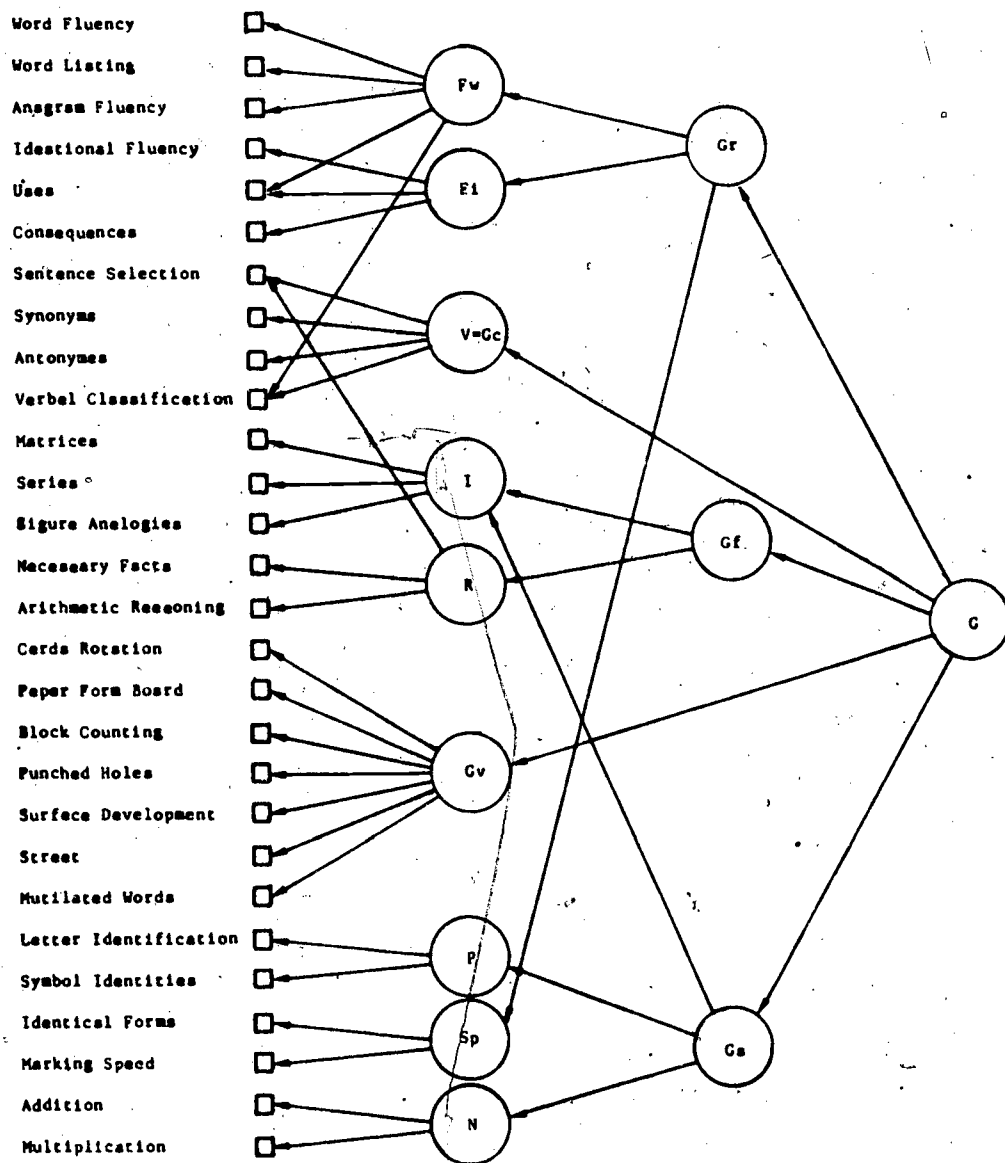 Word Fluency
Word Listing
Fw
Anagram Fluency
Gr
Ideational Fluency
Uses
Fi
Consequences
Sentence Selection
Synonyms
V=Gc
Antonymes
Verbel Classification
Matrices
Series
I
Figure Analogies
Gf
Necessary Facts
R
Arithmetic Reasoning
G
Cards Rotation
Paper Form Board
Block Counting
Punched Holes
Gv
Surface Development
Street
Mutilated Words
Letter Identification
P
Symbol Identities
Identical Forms
Sp
Gs
Marking Speed
Addition
N
Multiplication